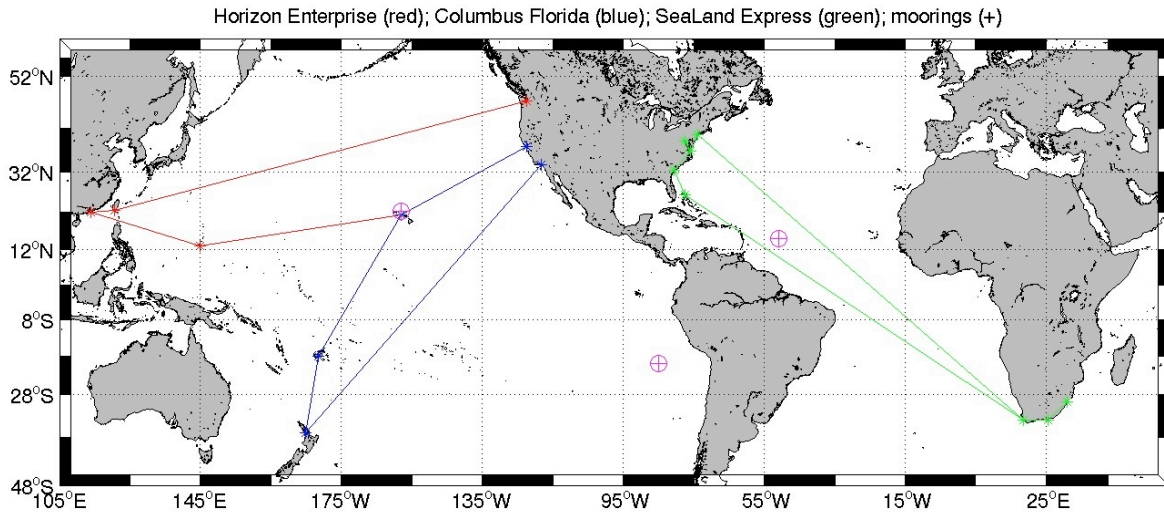 Horizon Enterprise (red); Columbus Florida (blue); SeaLand Express (green); moorings (+)
52°N
32°N
12°N
8°S
28°S
48°S
105°E 145°E 175°W 135°W 95°W 55°W 15°W 25°E